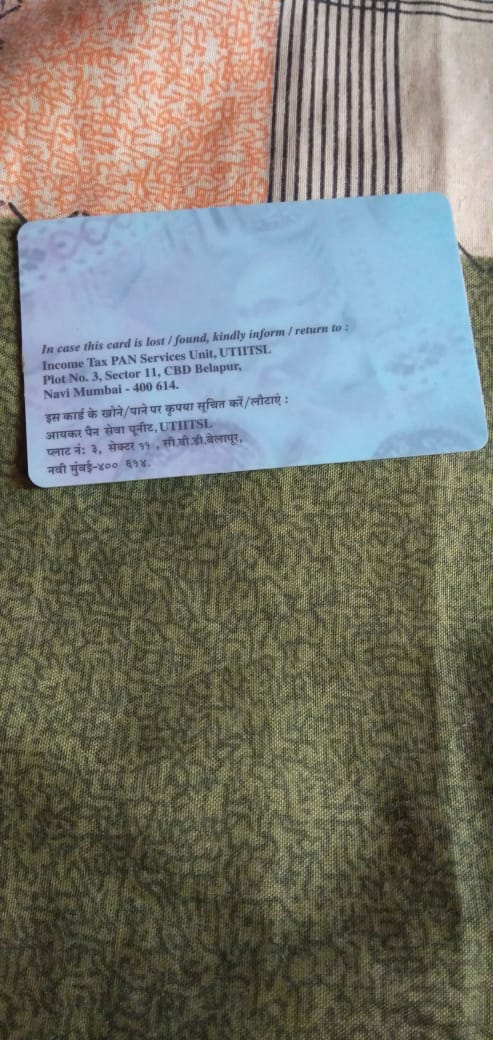 In case this card is lost / found, kindly inform / return to :
Income Tax PAN Services Unit, UTIITSL
Plot No. 3, Sector 11, CBD Belapur,
Navi Mumbai - 400 614.
इस कार्ड के खोने/पाने पर कृपया सूचित करें/लौटाएं :
आयकर पैन सेवा यूनीट, UTIITSL
प्लाट नं: ३, सेक्टर ११ , सी.बी.डी.बेलापूर,
नवी मुंबई-४०० ६१४.